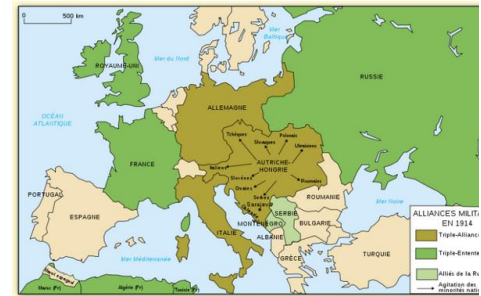 0 500 km
Mer du Nord
Mer
Baltique
ROYAUME-UNI
RUSSIE
OCÉAN
ATLANTIQUE
ALLEMAGNE
Tchèques
Slovaques
Polonais
Ukrainiens
AUTRICHE-
HONGRIE
Italiens
Slovènes
Croates
Roumains
Serbes
Sarajevo
FRANCE
PORTUGAL
ESPAGNE
ITALIE
MONTÉNÉGRO
SERBIE
ALBANIE
ROUMANIE
BULGARIE
GRÈCE
Mer Noire
TURQUIE
Mer Méditerranée
Maroc (Fr)
Algérie (Fr)
Tunisie (Fr)
ALLIANCES MILITA
EN 1914
Triple-Alliance
Triple-Entente
Alliés de la Ru
Agitation des
minorités natio